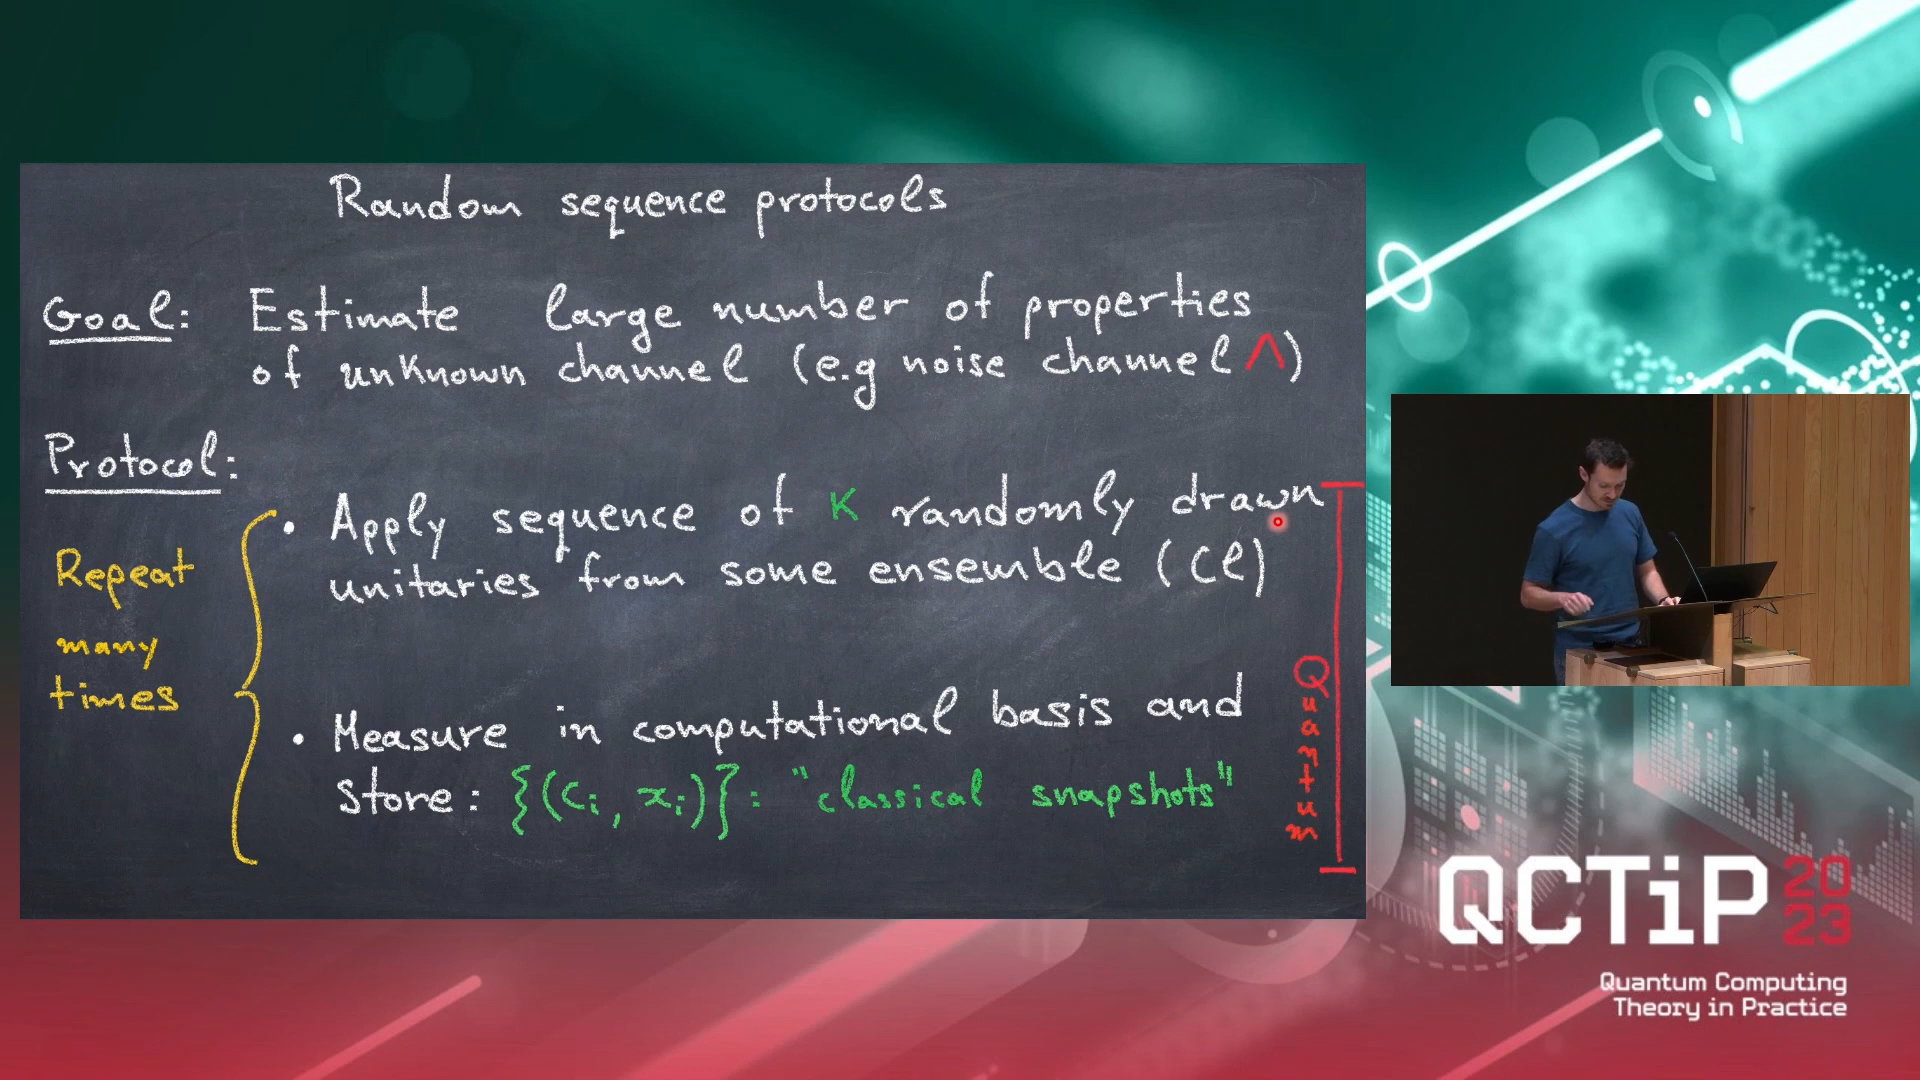 Random sequence protocols
Goal: Estimate large number of properties
of unknown channel (e.g noise channel Λ)
Protocol:
Repeat
many
times
• Apply sequence of K randomly drawn
unitaries from some ensemble (Cl)
• Measure in computational basis and
store: {(Ci, xi)}: "classical snapshots"
Quantum
QCTiP 2023
Quantum Computing
Theory in Practice